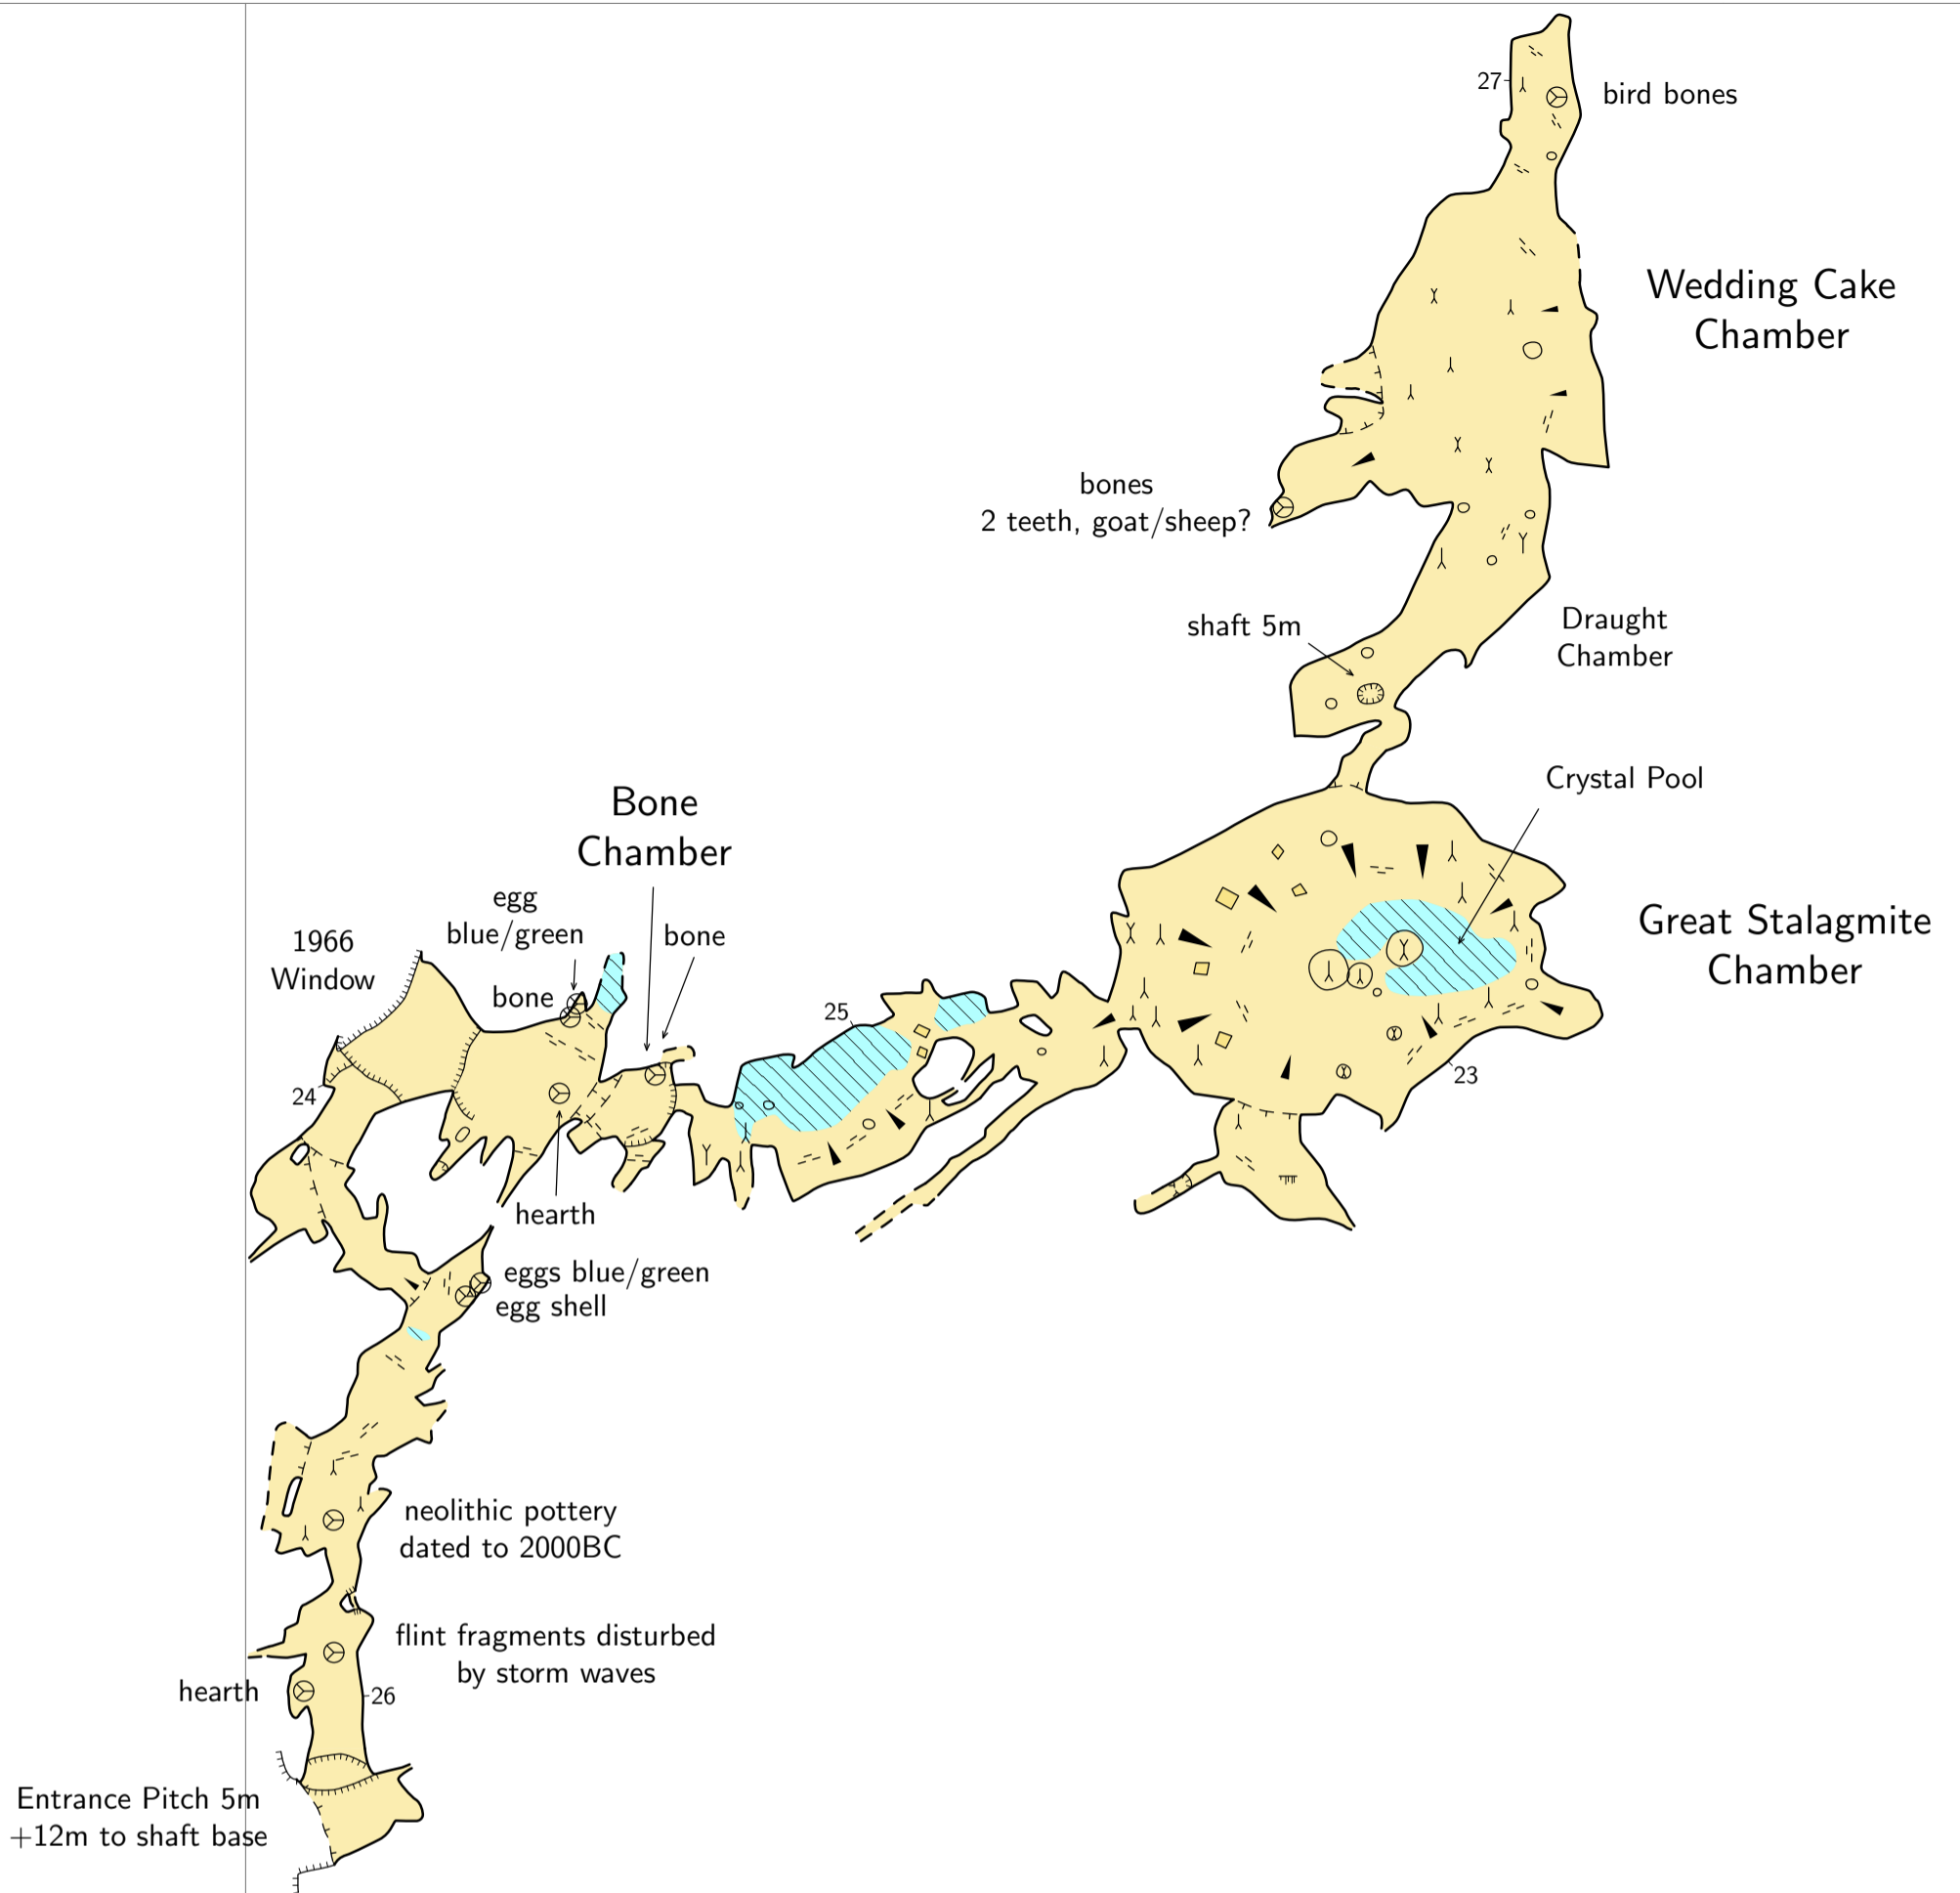 27
bird bones
Wedding Cake
Chamber
bones
2 teeth, goat/sheep?
shaft 5m
Draught
Chamber
Crystal Pool
Bone
Chamber
egg
blue/green
bone
1966
Window
bone
Great Stalagmite
Chamber
25
24
23
hearth
eggs blue/green
egg shell
neolithic pottery
dated to 2000BC
flint fragments disturbed
by storm waves
hearth
26
Entrance Pitch 5m
+12m to shaft base